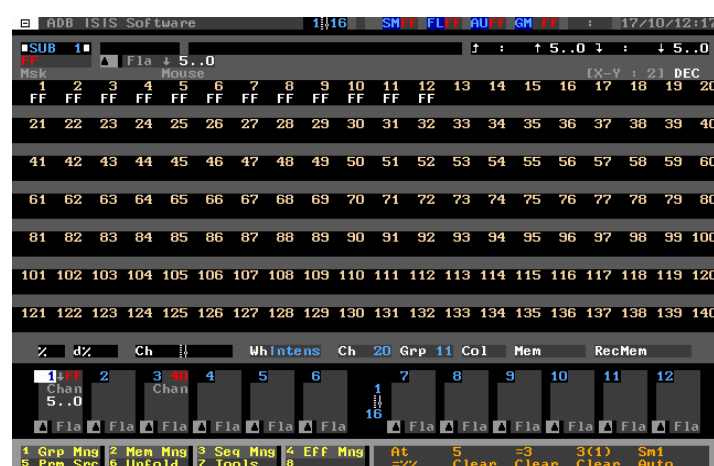 ADB ISIS Software 1 16 SMFF FLFF AUFF GM FF : 17/10/12:17
SUB 1 ↥ : ↑ 5..0 ↧ : ↓ 5..0
FF Fla ↓ 5..0
Msk Mouse [X-Y : 2] DEC
1 2 3 4 5 6 7 8 9 10 11 12 13 14 15 16 17 18 19 20
FF FF FF FF FF FF FF FF FF FF FF FF
21 22 23 24 25 26 27 28 29 30 31 32 33 34 35 36 37 38 39 40
41 42 43 44 45 46 47 48 49 50 51 52 53 54 55 56 57 58 59 60
61 62 63 64 65 66 67 68 69 70 71 72 73 74 75 76 77 78 79 80
81 82 83 84 85 86 87 88 89 90 91 92 93 94 95 96 97 98 99 100
101 102 103 104 105 106 107 108 109 110 111 112 113 114 115 116 117 118 119 120
121 122 123 124 125 126 127 128 129 130 131 132 133 134 135 136 137 138 139 140
% d% Ch WhIntens Ch 20 Grp 11 Col Mem RecMem
1↓FF 2 3 40 4 5 6 7 8 9 10 11 12
Chan Chan 1
5..0
16
Fla Fla Fla Fla Fla Fla Fla Fla Fla Fla Fla Fla
1 Grp Mng 2 Mem Mng 3 Seq Mng 4 Eff Mng At 5 =3 3(1) Sm1
5 Prm Src 6 Unfold 7 Tools 8 =% Clear Clear Clear Auto